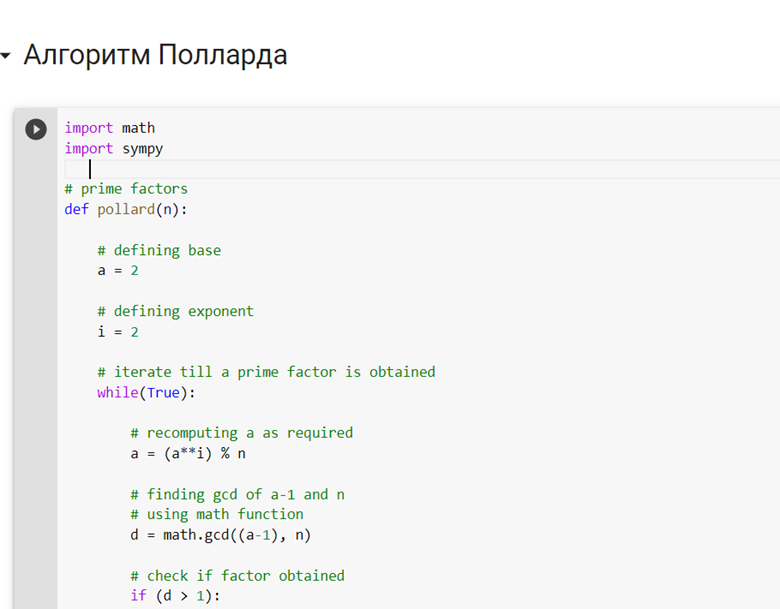 Алгоритм Полларда
import math
import sympy
# prime factors
def pollard(n):
# defining base
a = 2
# defining exponent
i = 2
# iterate till a prime factor is obtained
while(True):
# recomputing a as required
a = (a**i) % n
# finding gcd of a-1 and n
# using math function
d = math.gcd((a-1), n)
# check if factor obtained
if (d > 1):